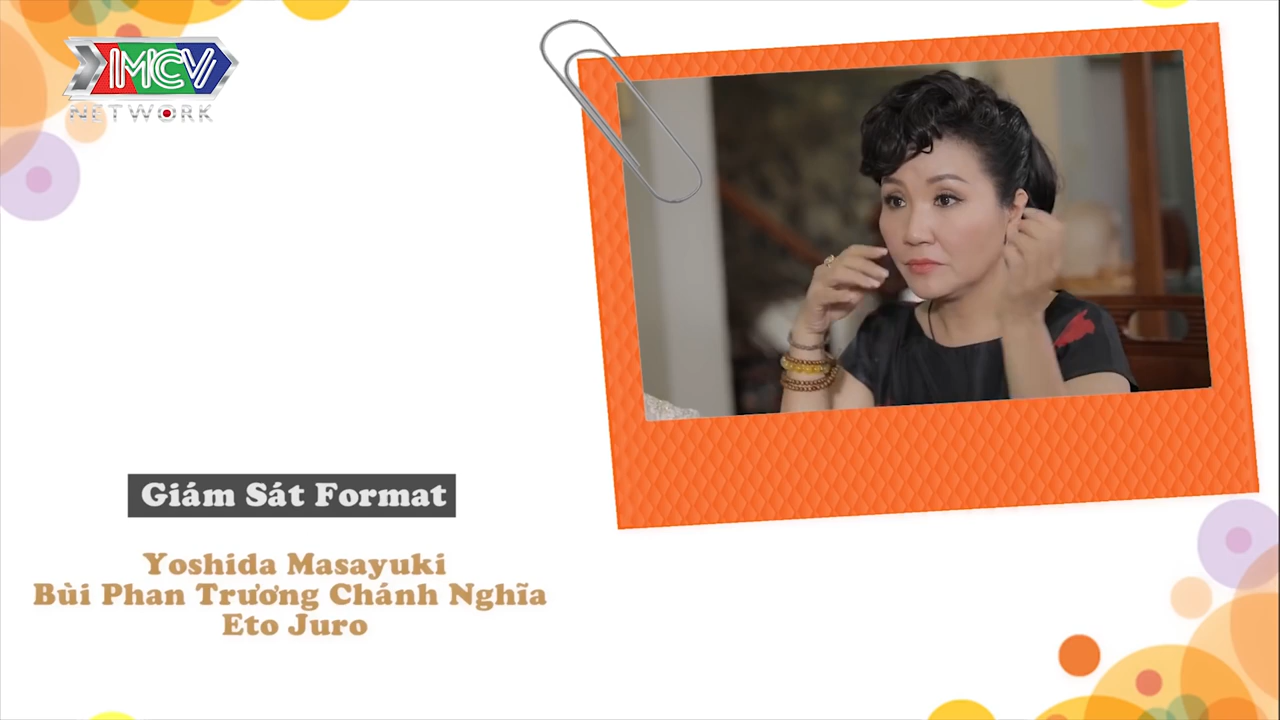 MCV
NETWORK
Giám Sát Format
Yoshida Masayuki
Bùi Phan Trương Chánh Nghĩa
Eto Juro